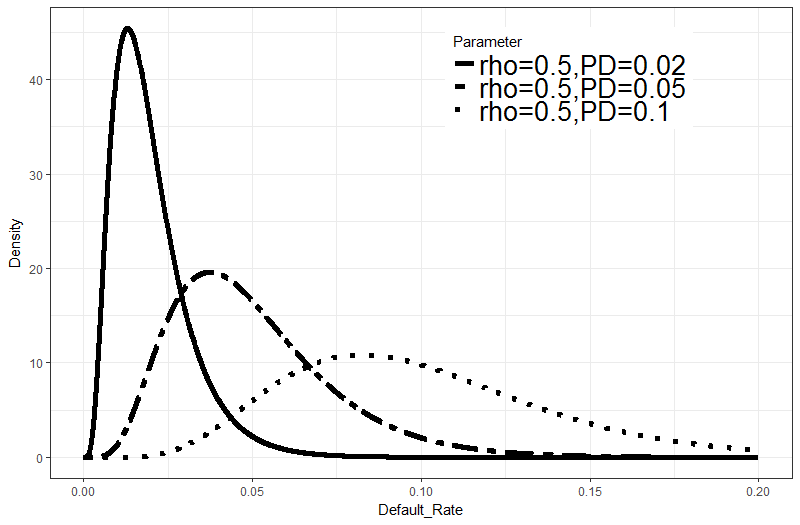 Parameter
rho=0.5,PD=0.02
rho=0.5,PD=0.05
rho=0.5,PD=0.1
Density
40
30
20
10
0
0.00 0.05 0.10 0.15 0.20
Default_Rate